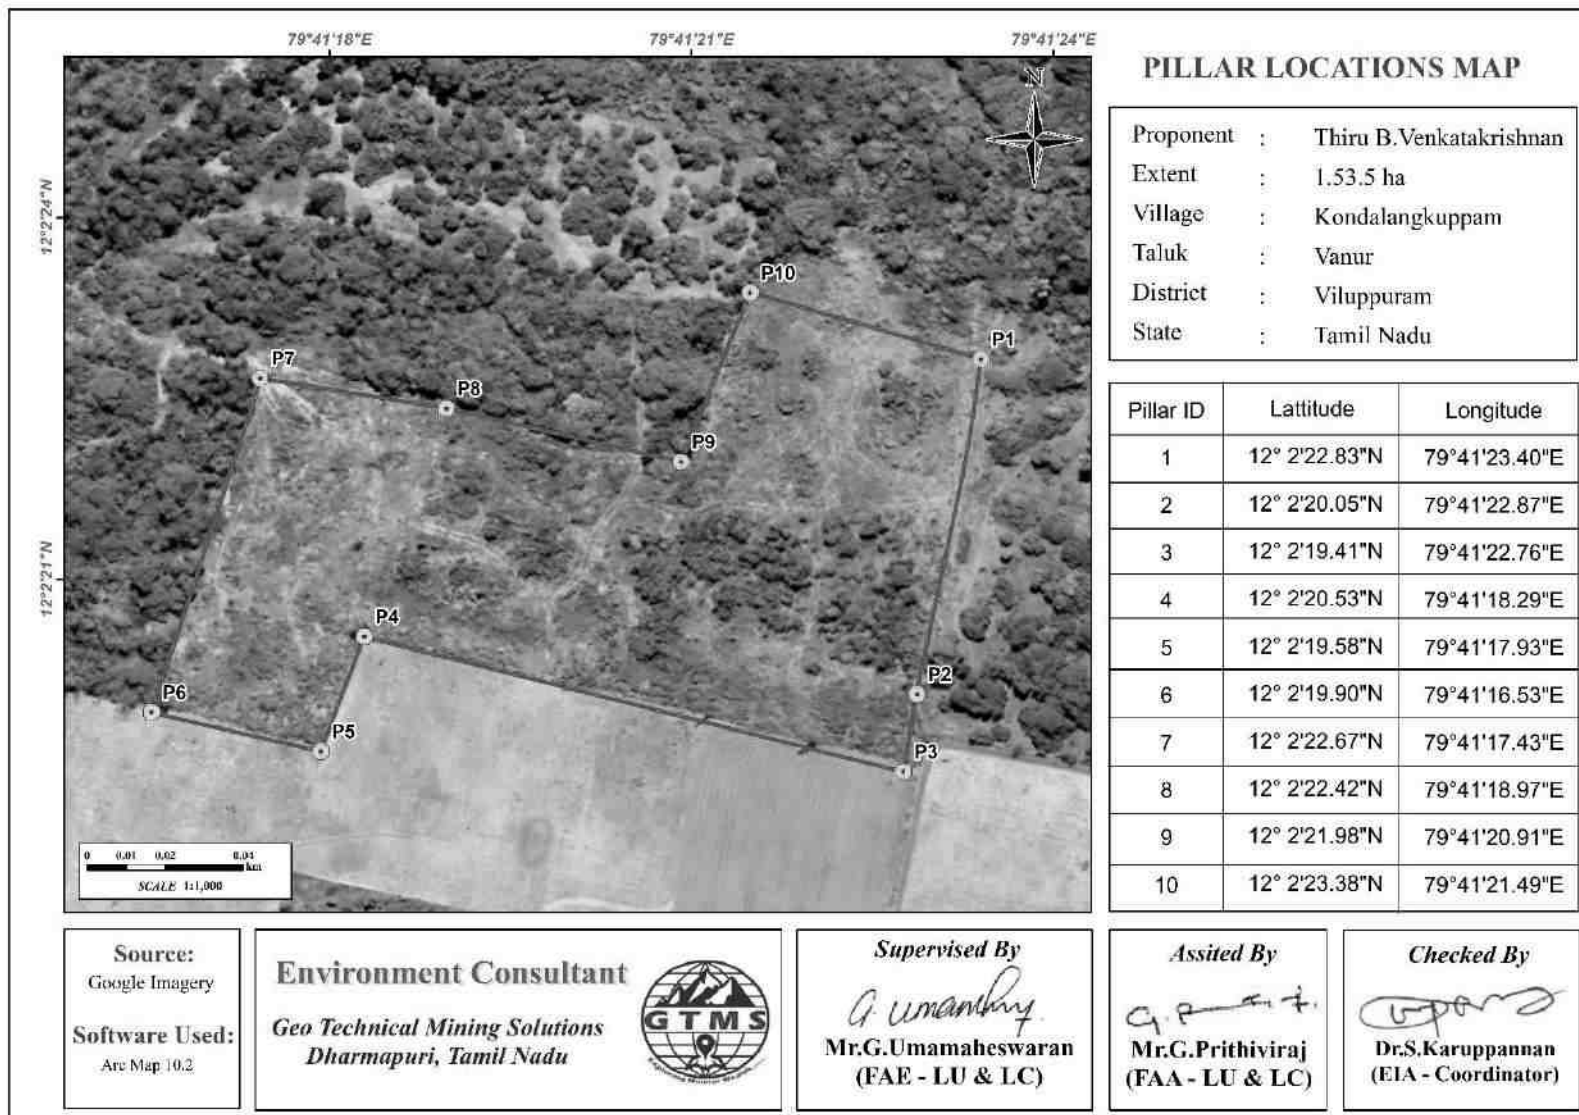 79°41'18"E
79°41'21"E
79°41'24"E
12°2'24"N
12°2'21"N
N
P10
P1
P7
P8
P9
P4
P2
P6
P5
P3
0 0.01 0.02 0.04
km
SCALE 1:1,000
PILLAR LOCATIONS MAP
Proponent : Thiru B.Venkatakrishnan
Extent : 1.53.5 ha
Village : Kondalangkuppam
Taluk : Vanur
District : Viluppuram
State : Tamil Nadu
Pillar ID Lattitude Longitude
1 12° 2'22.83"N 79°41'23.40"E
2 12° 2'20.05"N 79°41'22.87"E
3 12° 2'19.41"N 79°41'22.76"E
4 12° 2'20.53"N 79°41'18.29"E
5 12° 2'19.58"N 79°41'17.93"E
6 12° 2'19.90"N 79°41'16.53"E
7 12° 2'22.67"N 79°41'17.43"E
8 12° 2'22.42"N 79°41'18.97"E
9 12° 2'21.98"N 79°41'20.91"E
10 12° 2'23.38"N 79°41'21.49"E
Source:
Google Imagery
Software Used:
Arc Map 10.2
Environment Consultant
Geo Technical Mining Solutions
Dharmapuri, Tamil Nadu
GTMS
Supervised By
Mr.G.Umamaheswaran
(FAE - LU & LC)
Assited By
Mr.G.Prithiviraj
(FAA - LU & LC)
Checked By
Dr.S.Karuppannan
(EIA - Coordinator)